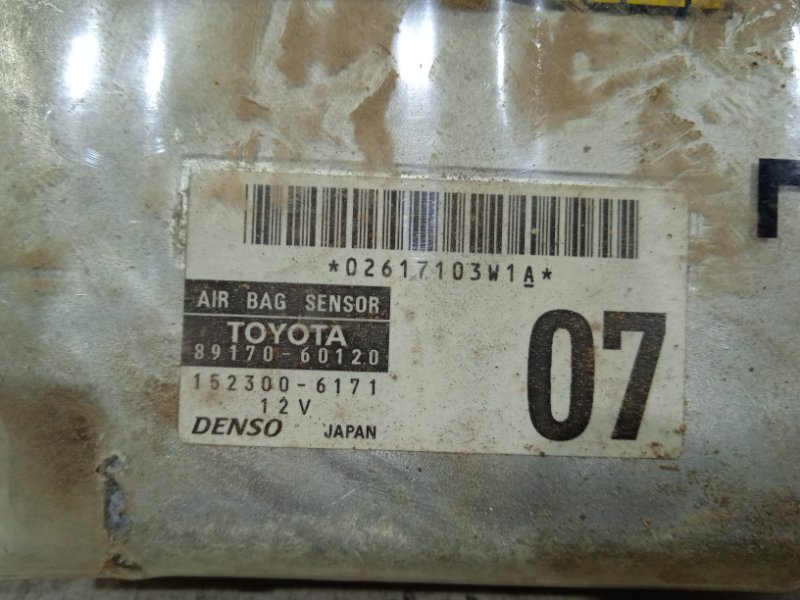 *02617103W1A*
AIR BAG SENSOR
TOYOTA
89170-60120
152300-6171
12V
DENSO JAPAN
07